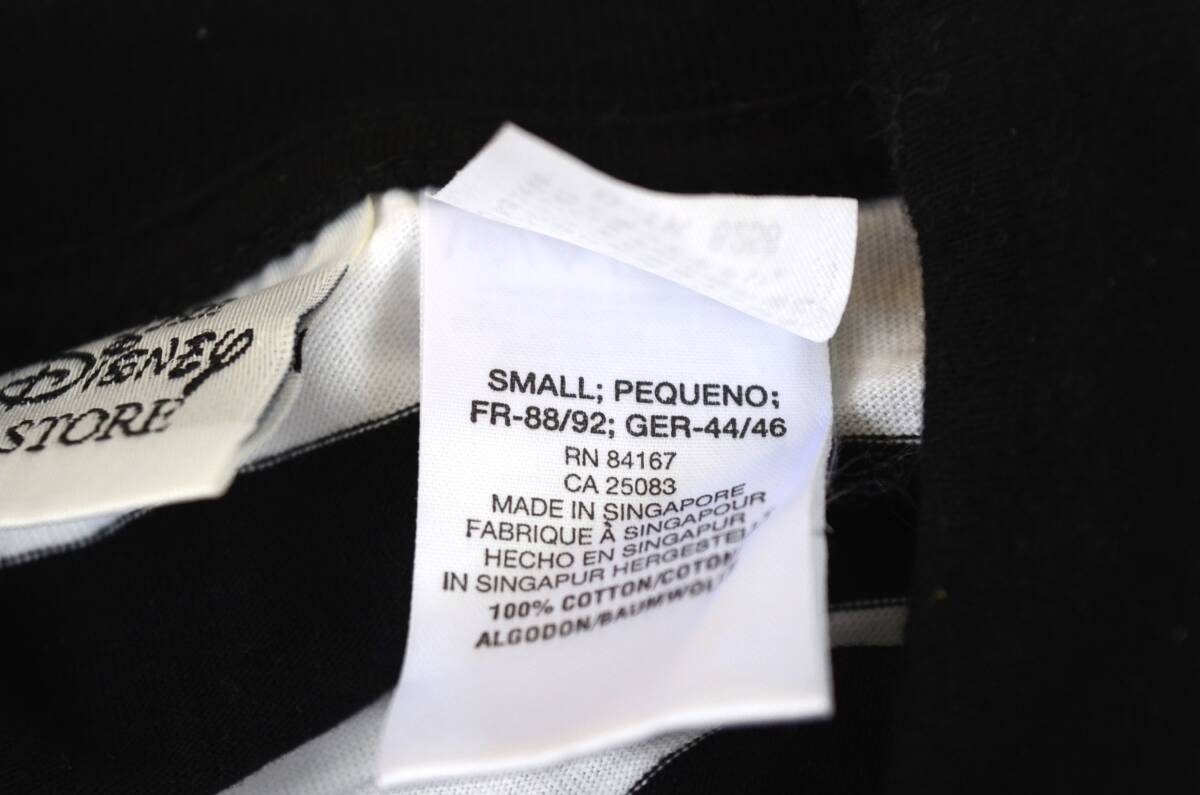 Disney
STORE
SMALL; PEQUENO;
FR-88/92; GER-44/46
RN 84167
CA 25083
MADE IN SINGAPORE
FABRIQUE À SINGAPOUR
HECHO EN SINGAPUR
IN SINGAPUR HERGESTELLT
100% COTTON/COTON
ALGODON/BAUMWOLLE